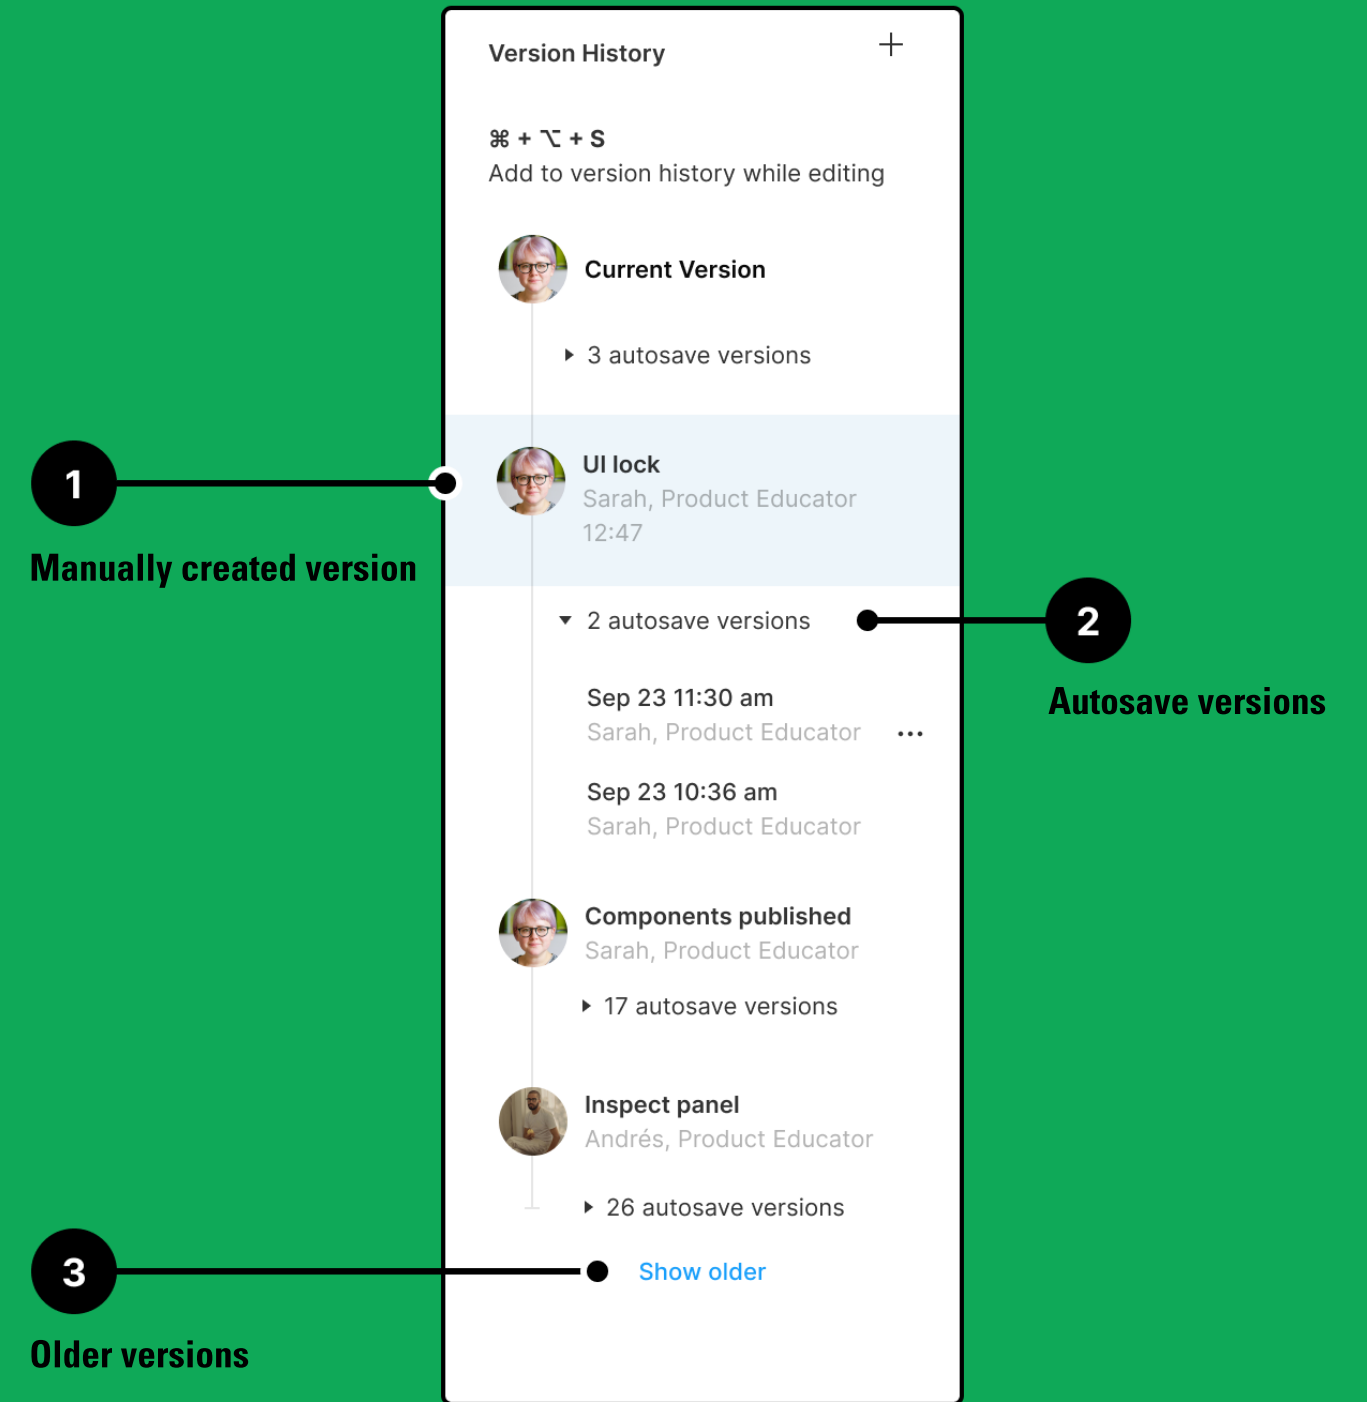 Version History
⌘ + ⌥ + S
Add to version history while editing
Current Version
3 autosave versions
1
Manually created version
UI lock
Sarah, Product Educator
12:47
2 autosave versions
2
Autosave versions
Sep 23 11:30 am
Sarah, Product Educator
Sep 23 10:36 am
Sarah, Product Educator
Components published
Sarah, Product Educator
17 autosave versions
Inspect panel
Andrés, Product Educator
26 autosave versions
3
Older versions
Show older